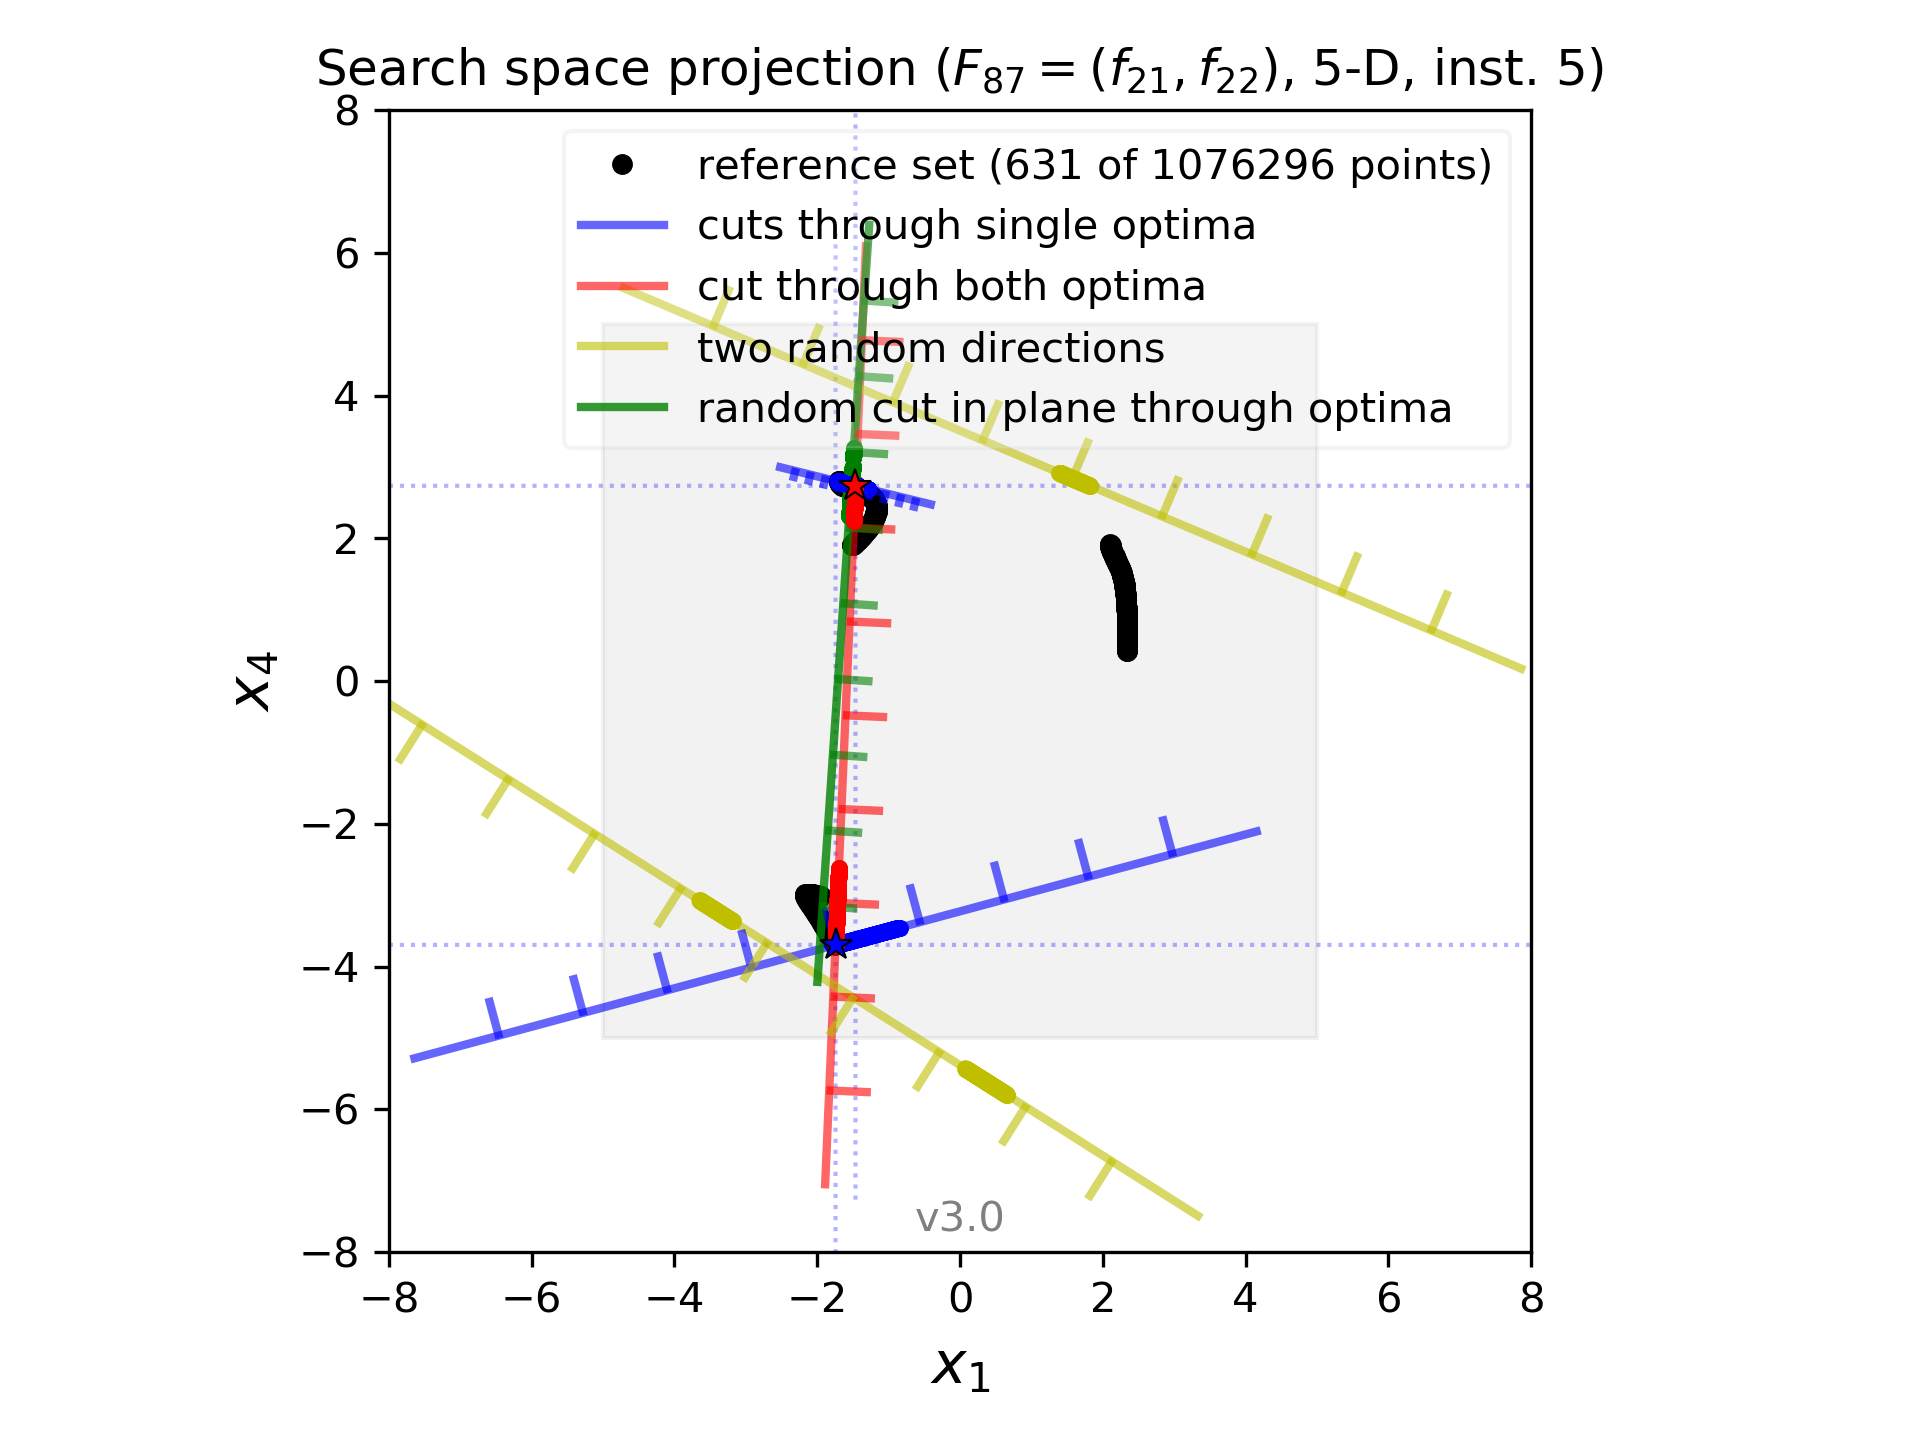 Search space projection (F87 = (f21, f22), 5-D, inst. 5)
reference set (631 of 1076296 points)
cuts through single optima
cut through both optima
two random directions
random cut in plane through optima
8
6
4
2
0
−2
−4
−6
−8
x4
v3.0
−8 −6 −4 −2 0 2 4 6 8
x1